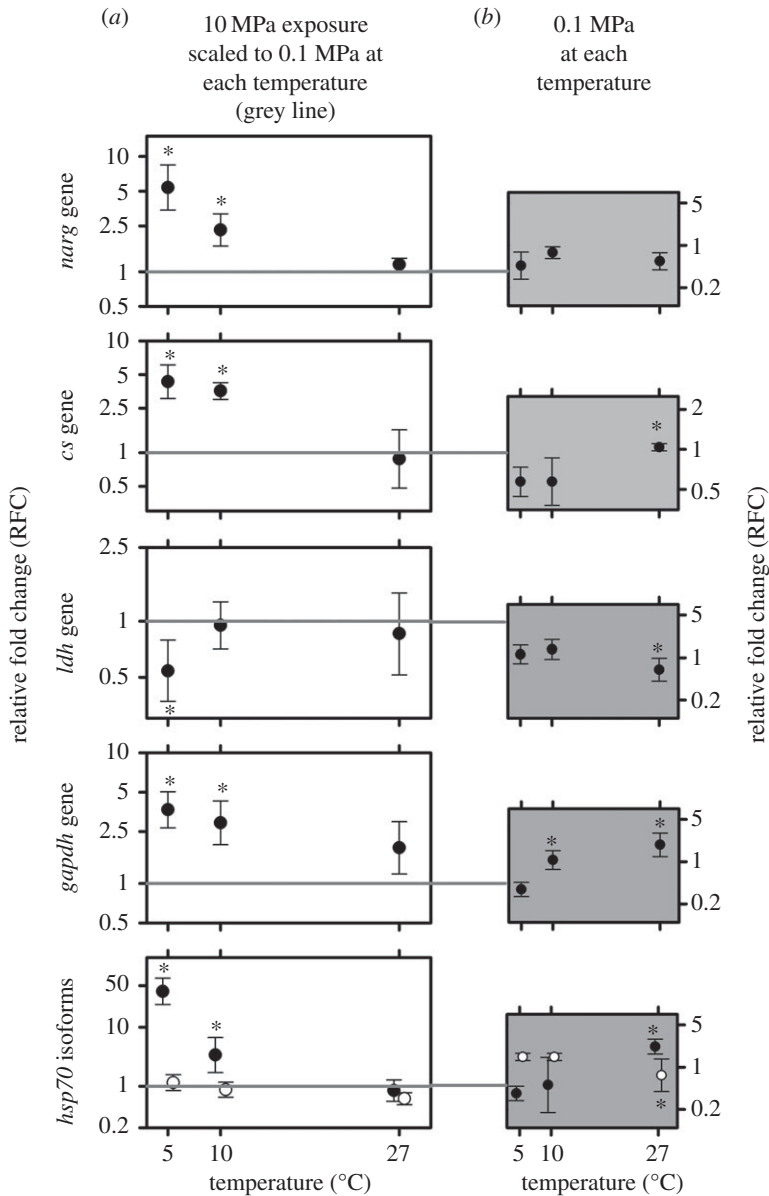 (a) 10 MPa exposure
scaled to 0.1 MPa at
each temperature
(grey line)
(b) 0.1 MPa
at each
temperature
relative fold change (RFC)
narg gene
10
5
2.5
1
0.5
* *
5
1
0.2
cs gene
10
5
2.5
1
0.5
* *
2
1
0.5
*
ldh gene
2.5
1
0.5
*
5
1
0.2
*
gapdh gene
10
5
2.5
1
0.5
* *
5
1
0.2
* *
hsp70 isoforms
50
10
1
0.2
* *
5
1
0.2
*
*
relative fold change (RFC)
5 10 27
temperature (°C)
5 10 27
temperature (°C)